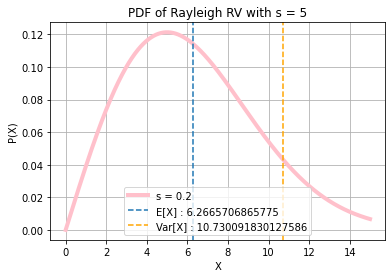 PDF of Rayleigh RV with s = 5
P(X)
0.12
0.10
0.08
0.06
0.04
0.02
0.00
s = 0.2
E[X] : 6.2665706865775
Var[X] : 10.730091830127586
0 2 4 6 8 10 12 14
X